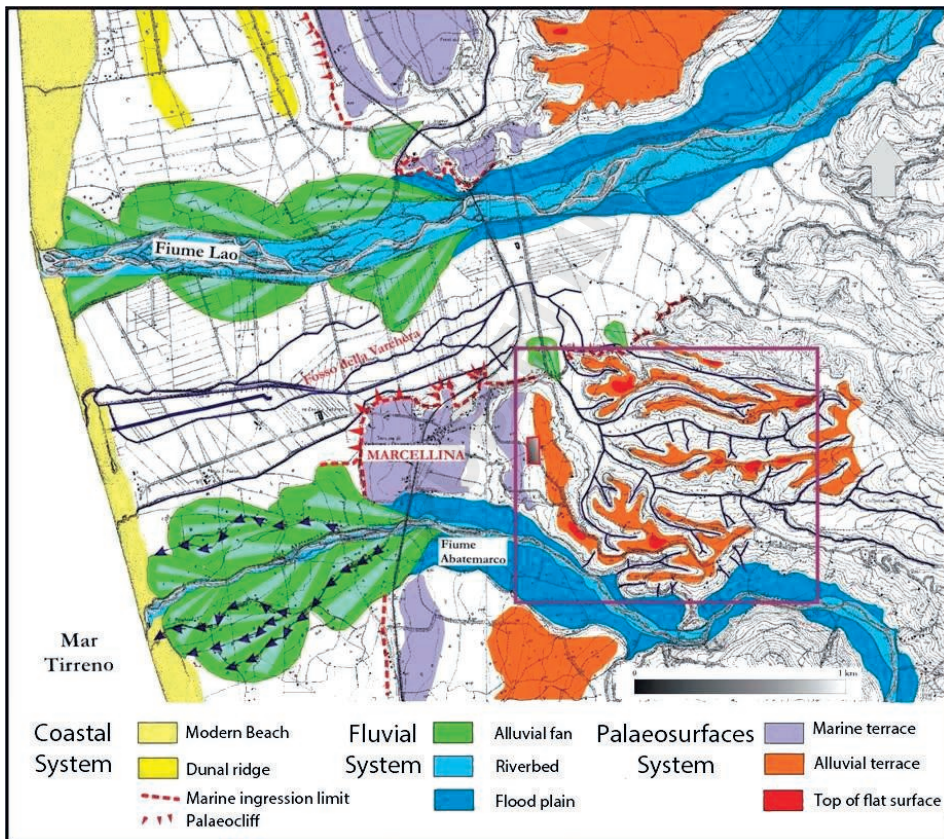 Fiume Lao
Fosso della Varchera
MARCELLINA
Fiume
Abatemarco
Mar
Tirreno
0
1 km
Coastal
System
Modern Beach
Dunal ridge
Marine ingression limit
Palaeocliff
Fluvial
System
Alluvial fan
Riverbed
Flood plain
Palaeosurfaces
System
Marine terrace
Alluvial terrace
Top of flat surface